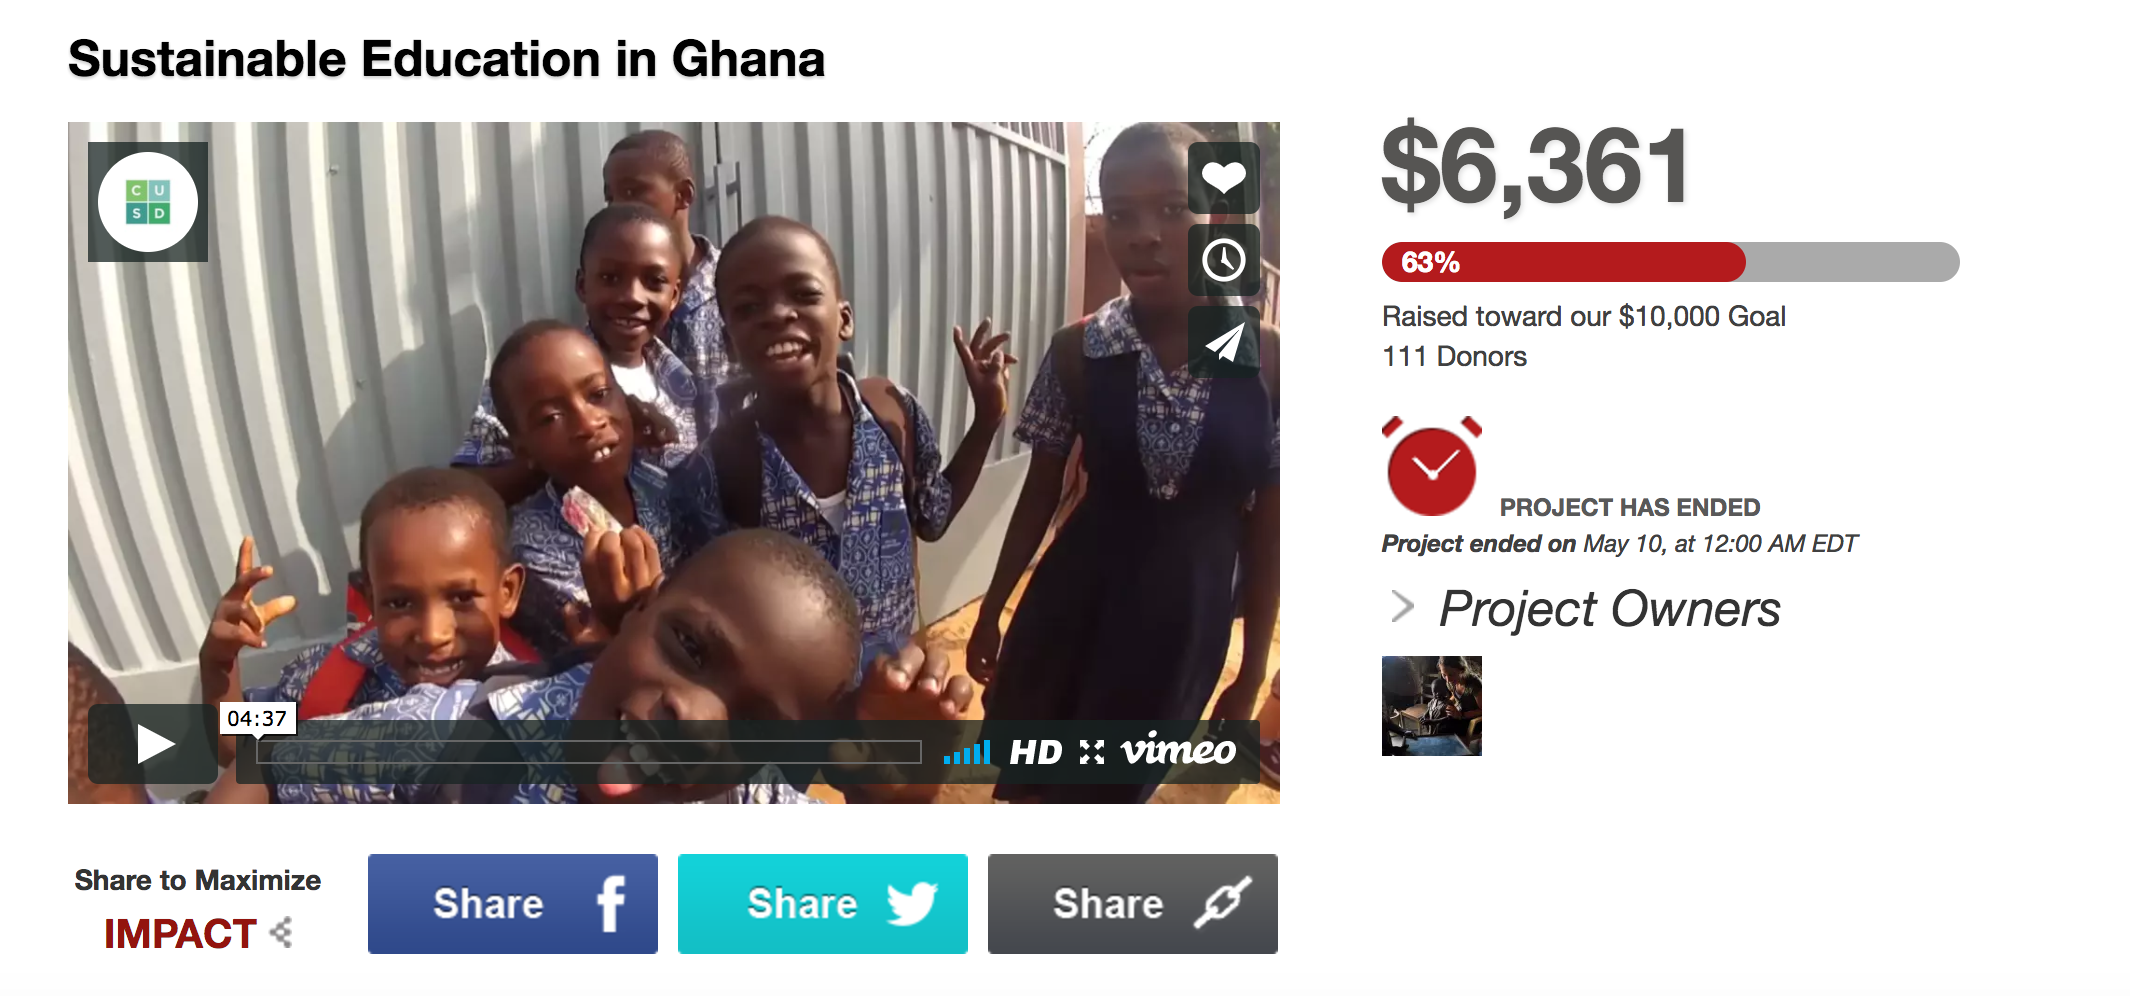 Sustainable Education in Ghana
C U
S D
04:37
HD vimeo
$6,361
63%
Raised toward our $10,000 Goal
111 Donors
PROJECT HAS ENDED
Project ended on May 10, at 12:00 AM EDT
Project Owners
Share to Maximize
IMPACT
Share
Share
Share